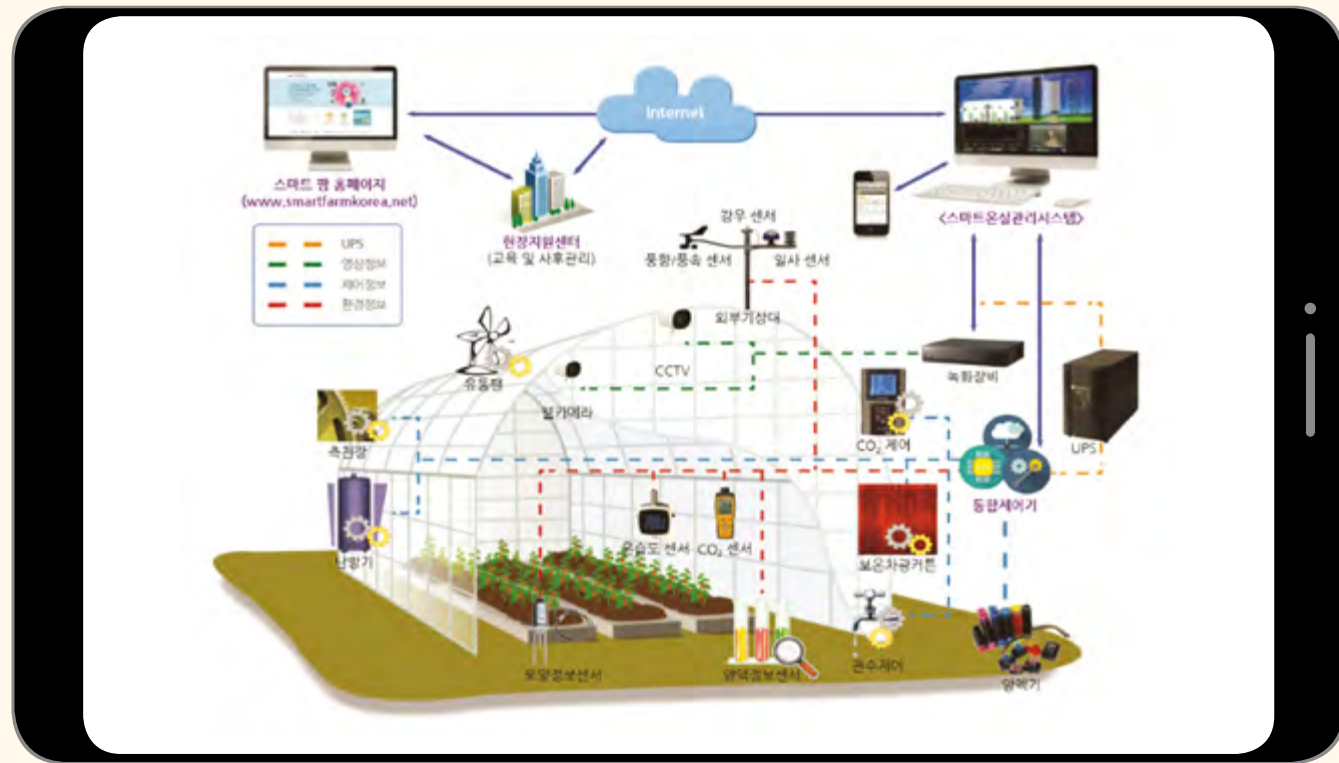 Internet
스마트 팜 홈페이지
(www.smartfarmkorea.net)
현장지원센터
(교육 및 사후관리)
<스마트온실관리시스템>
UPS
영상정보
제어정보
환경정보
감우 센서
풍향/풍속 센서
일사 센서
외부기상대
유동팬
CCTV
웹카메라
녹화장비
UPS
측천창
CO₂ 제어
통합제어기
난방기
온습도 센서
CO₂ 센서
보온차광커튼
토양정보센서
양액정보센서
관수제어
양액기